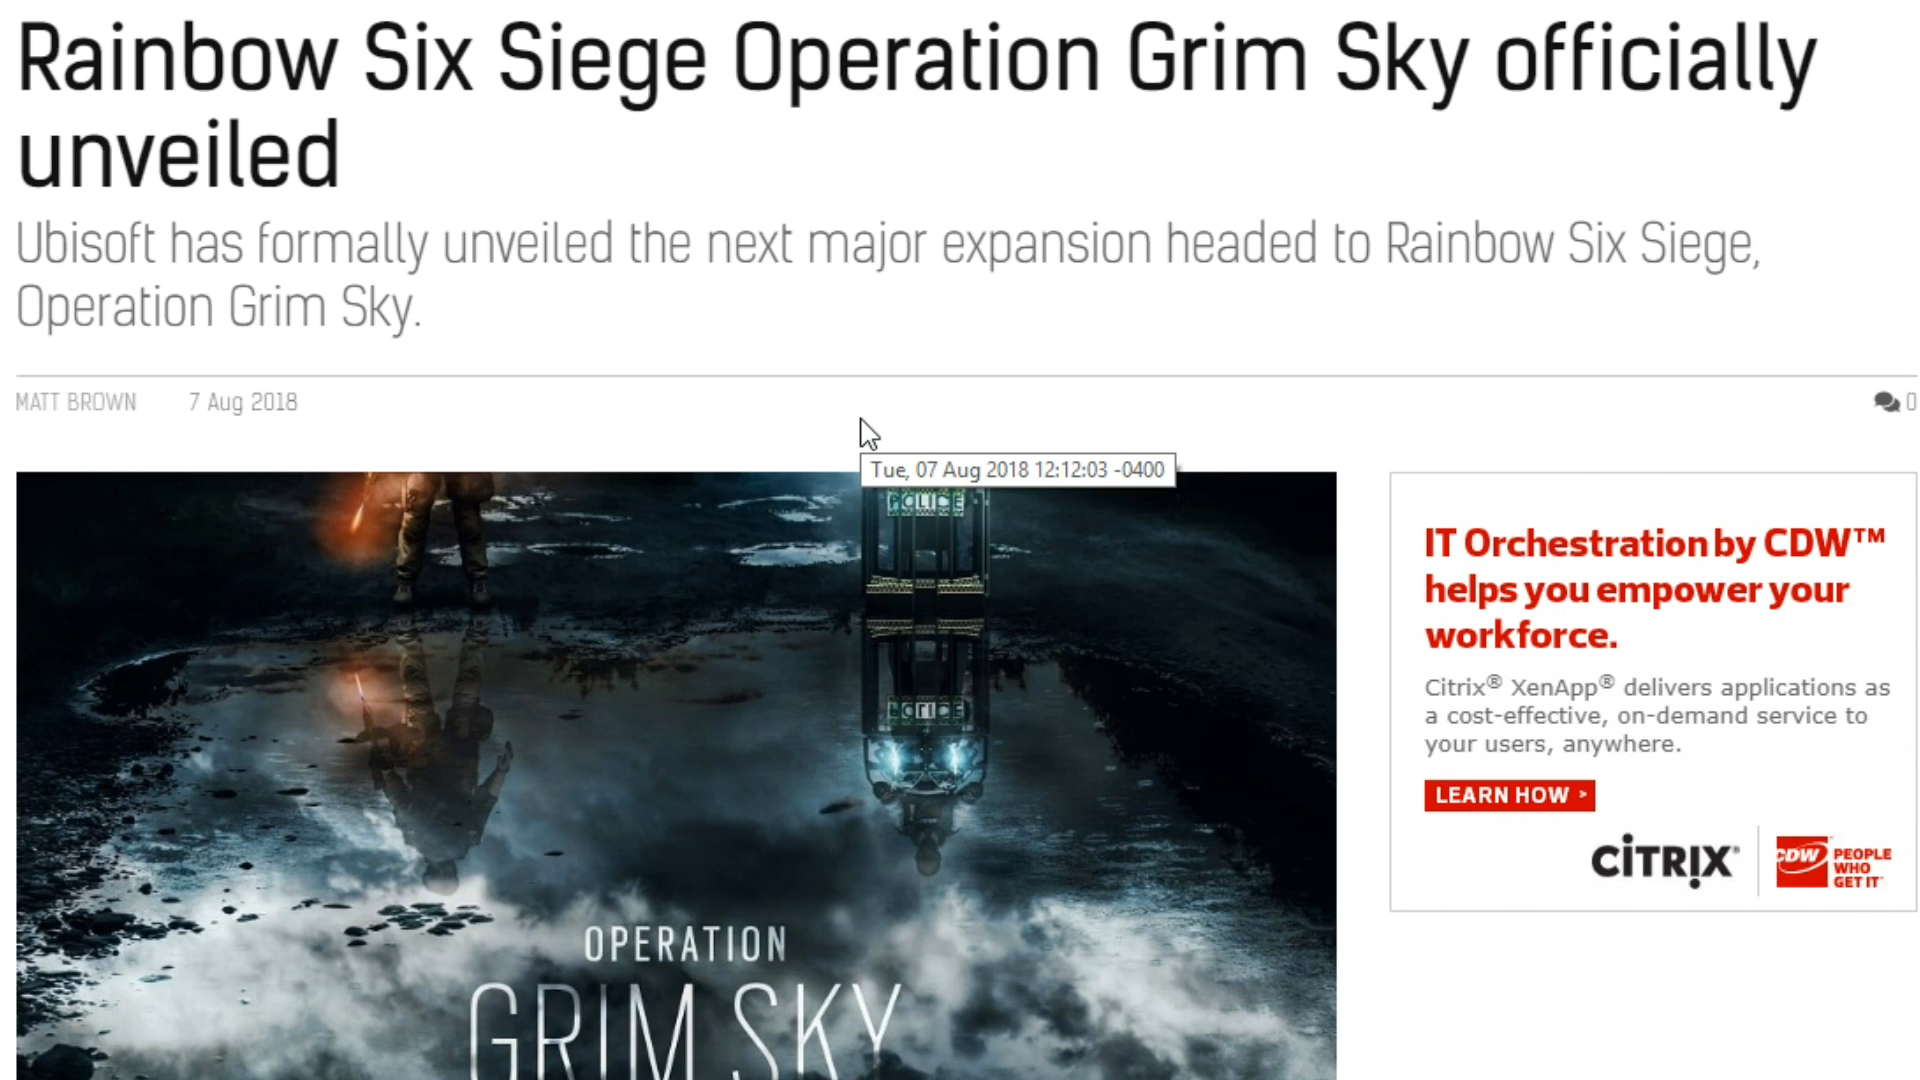 Rainbow Six Siege Operation Grim Sky officially
unveiled
Ubisoft has formally unveiled the next major expansion headed to Rainbow Six Siege,
Operation Grim Sky.
MATT BROWN 7 Aug 2018 0
Tue, 07 Aug 2018 12:12:03 -0400
POLICE
POLICE
OPERATION
GRIM SKY
IT Orchestration by CDW™
helps you empower your
workforce.
Citrix® XenApp® delivers applications as
a cost-effective, on-demand service to
your users, anywhere.
LEARN HOW >
CITRIX®
CDW PEOPLE
WHO
GET IT